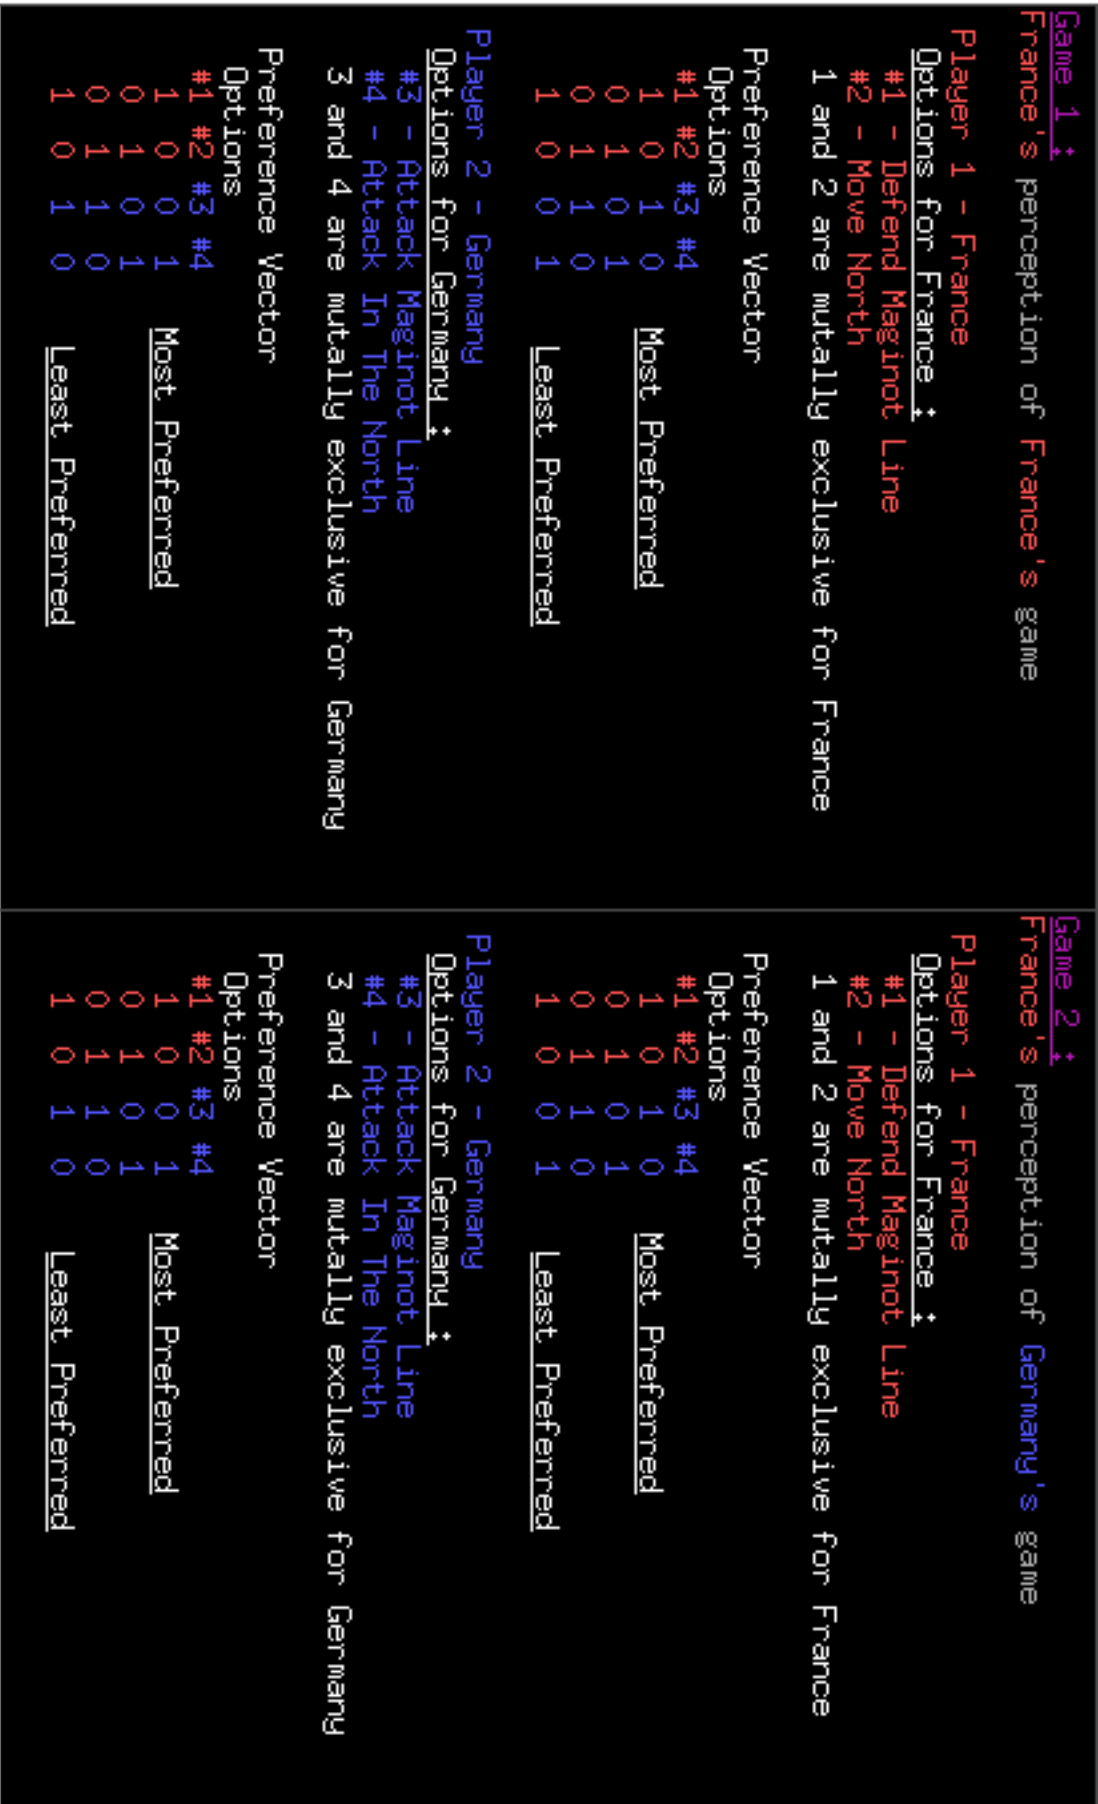 Game 1 :
France's perception of France's game
Player 1 - France
Options for France :
#1 - Defend Maginot Line
#2 - Move North
1 and 2 are mutally exclusive for France
Preference Vector
Options
#1 #2 #3 #4
1 0 1 0 Most Preferred
0 1 0 1
0 1 1 0
1 0 0 1 Least Preferred
Player 2 - Germany
Options for Germany :
#3 - Attack Maginot Line
#4 - Attack In The North
3 and 4 are mutally exclusive for Germany
Preference Vector
Options
#1 #2 #3 #4
1 0 0 1 Most Preferred
0 1 0 1
0 1 1 0
1 0 1 0 Least Preferred
Game 2 :
France's perception of Germany's game
Player 1 - France
Options for France :
#1 - Defend Maginot Line
#2 - Move North
1 and 2 are mutally exclusive for France
Preference Vector
Options
#1 #2 #3 #4
1 0 1 0 Most Preferred
0 1 0 1
0 1 1 0
1 0 0 1 Least Preferred
Player 2 - Germany
Options for Germany :
#3 - Attack Maginot Line
#4 - Attack In The North
3 and 4 are mutally exclusive for Germany
Preference Vector
Options
#1 #2 #3 #4
1 0 0 1 Most Preferred
0 1 0 1
0 1 1 0
1 0 1 0 Least Preferred